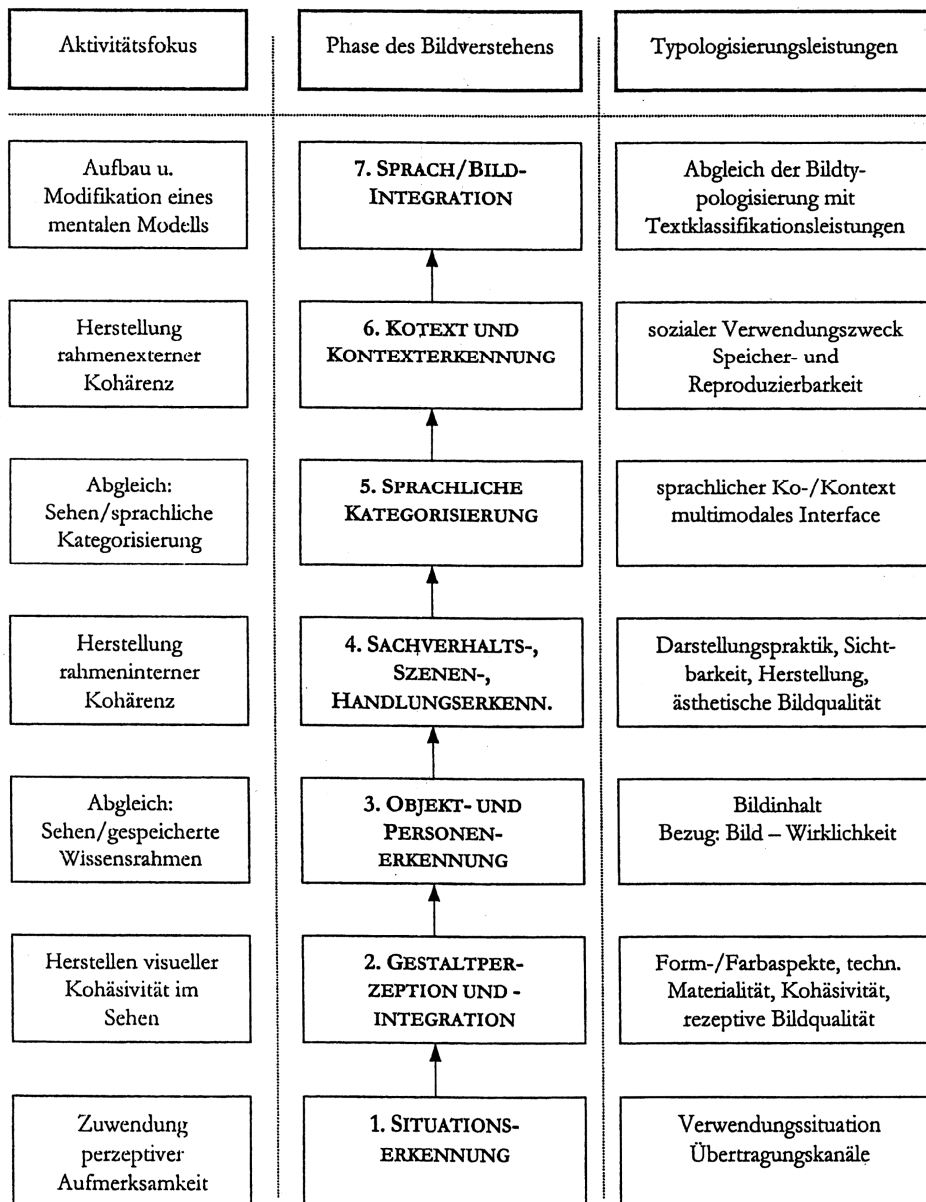 Aktivitätsfokus
Phase des Bildverstehens
Typologisierungsleistungen
Aufbau u.
Modifikation eines
mentalen Modells
7. SPRACH/BILD-
INTEGRATION
Abgleich der Bildty-
pologisierung mit
Textklassifikationsleistungen
Herstellung
rahmenexterner
Kohärenz
6. KOTEXT UND
KONTEXTERKENNUNG
sozialer Verwendungszweck
Speicher- und
Reproduzierbarkeit
Abgleich:
Sehen/sprachliche
Kategorisierung
5. SPRACHLICHE
KATEGORISIERUNG
sprachlicher Ko-/Kontext
multimodales Interface
Herstellung
rahmeninterner
Kohärenz
4. SACHVERHALTS-,
SZENEN-,
HANDLUNGSERKENN.
Darstellungspraktik, Sicht-
barkeit, Herstellung,
ästhetische Bildqualität
Abgleich:
Sehen/gespeicherte
Wissensrahmen
3. OBJEKT- UND
PERSONEN-
ERKENNUNG
Bildinhalt
Bezug: Bild – Wirklichkeit
Herstellen visueller
Kohäsivität im
Sehen
2. GESTALTPER-
ZEPTION UND -
INTEGRATION
Form-/Farbaspekte, techn.
Materialität, Kohäsivität,
rezeptive Bildqualität
Zuwendung
perzeptiver
Aufmerksamkeit
1. SITUATIONS-
ERKENNUNG
Verwendungssituation
Übertragungskanäle